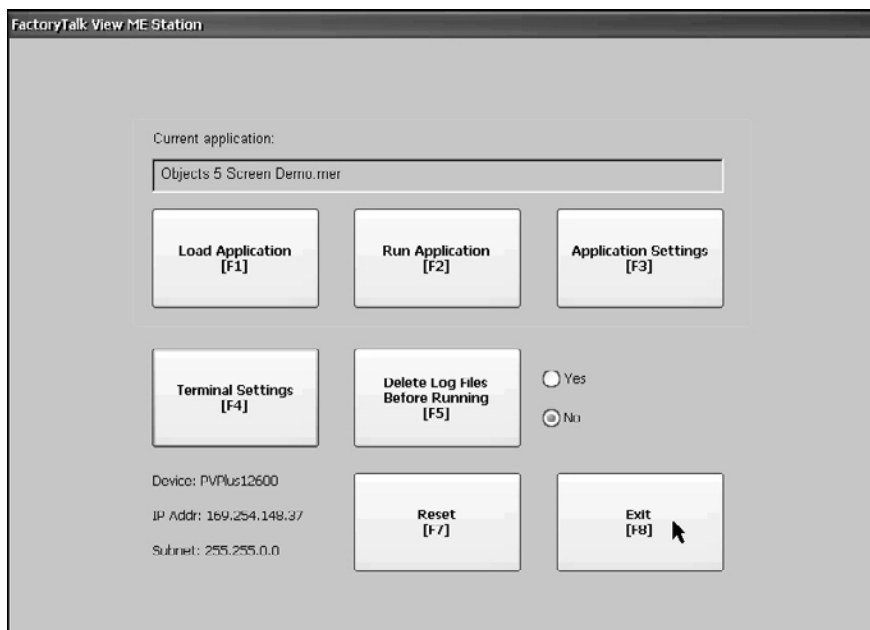 FactoryTalk View ME Station
Current application:
Objects 5 Screen Demo.mer
Load Application
[F1]
Run Application
[F2]
Application Settings
[F3]
Terminal Settings
[F4]
Delete Log Files
Before Running
[F5]
Yes
No
Device: PVPlus12600
IP Addr: 169.254.148.37
Subnet: 255.255.0.0
Reset
[F7]
Exit
[F8]